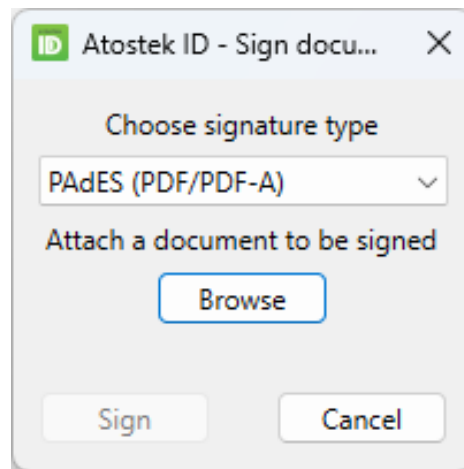 ID Atostek ID - Sign docu...
Choose signature type
PAdES (PDF/PDF-A)
Attach a document to be signed
Browse
Sign Cancel